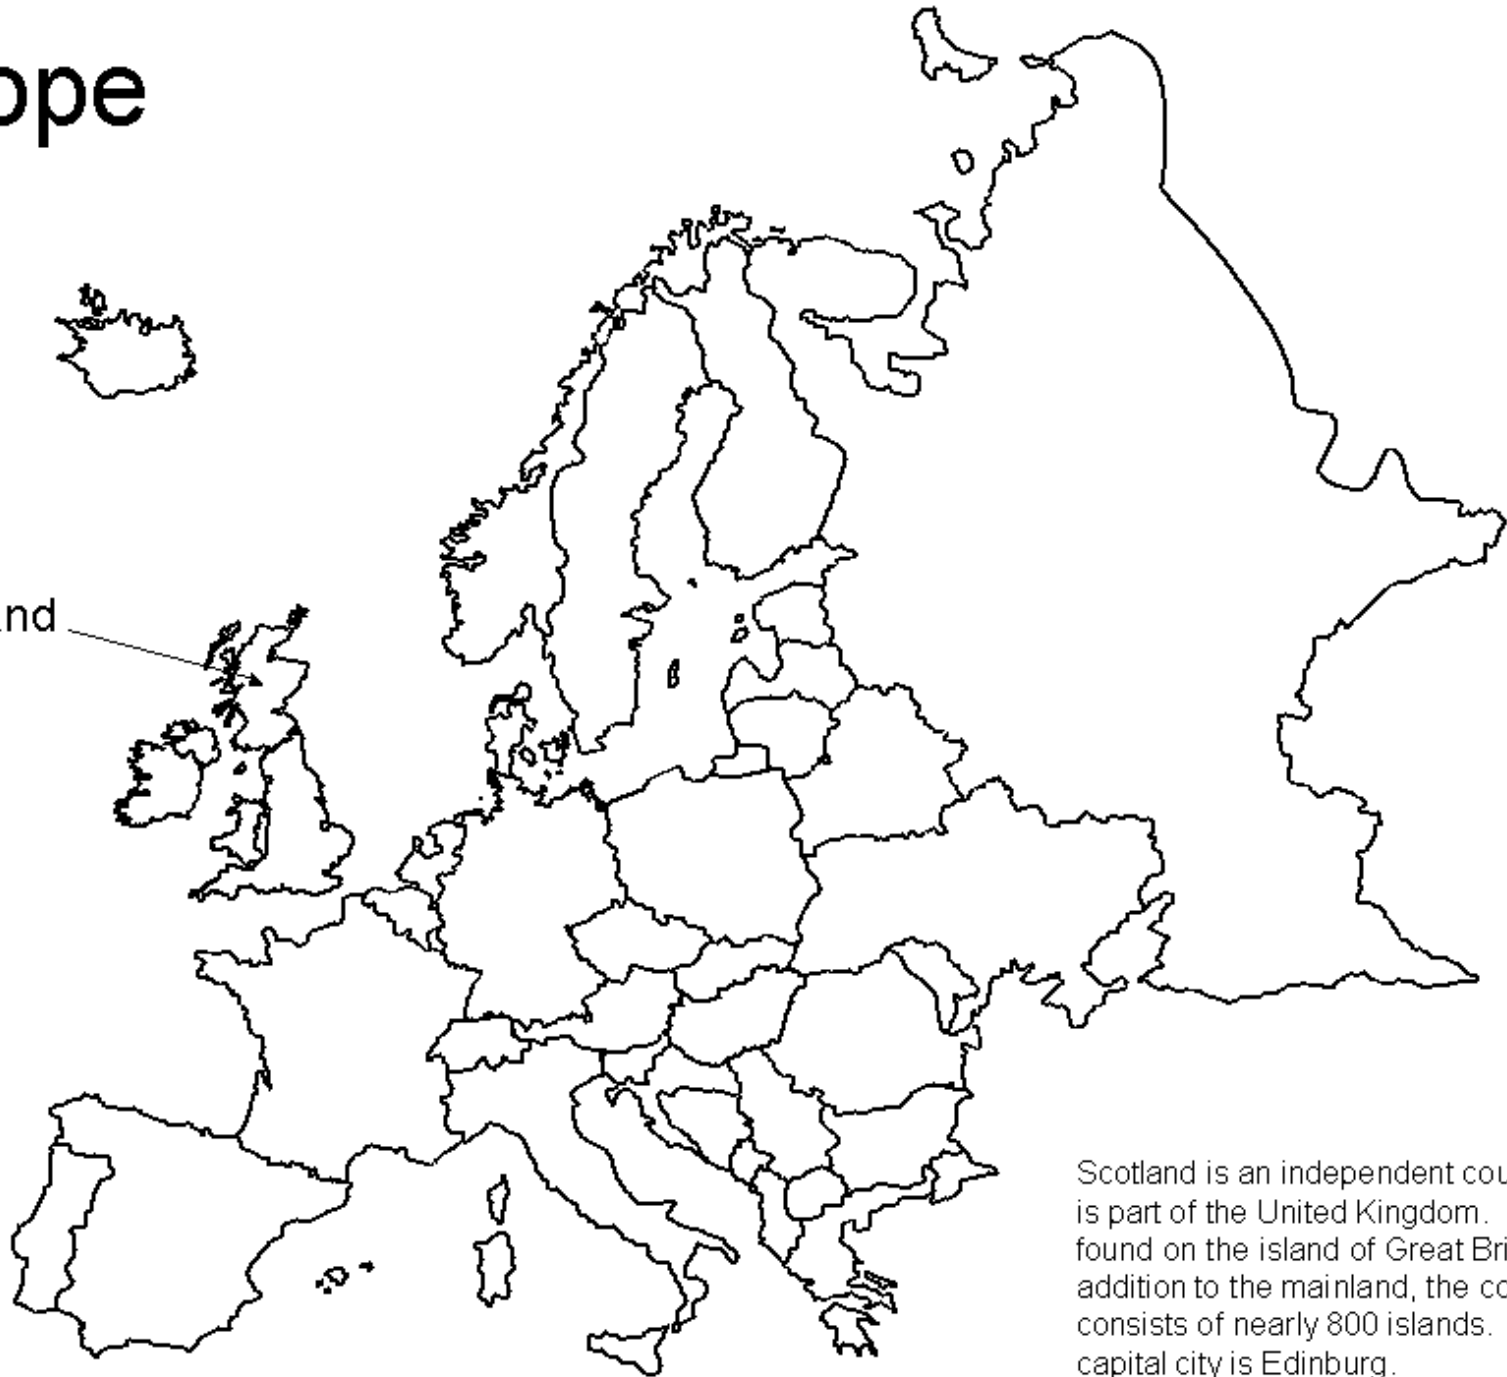 ope
nd
Scotland is an independent cou
is part of the United Kingdom.
found on the island of Great Bri
addition to the mainland, the co
consists of nearly 800 islands.
capital city is Edinburg.